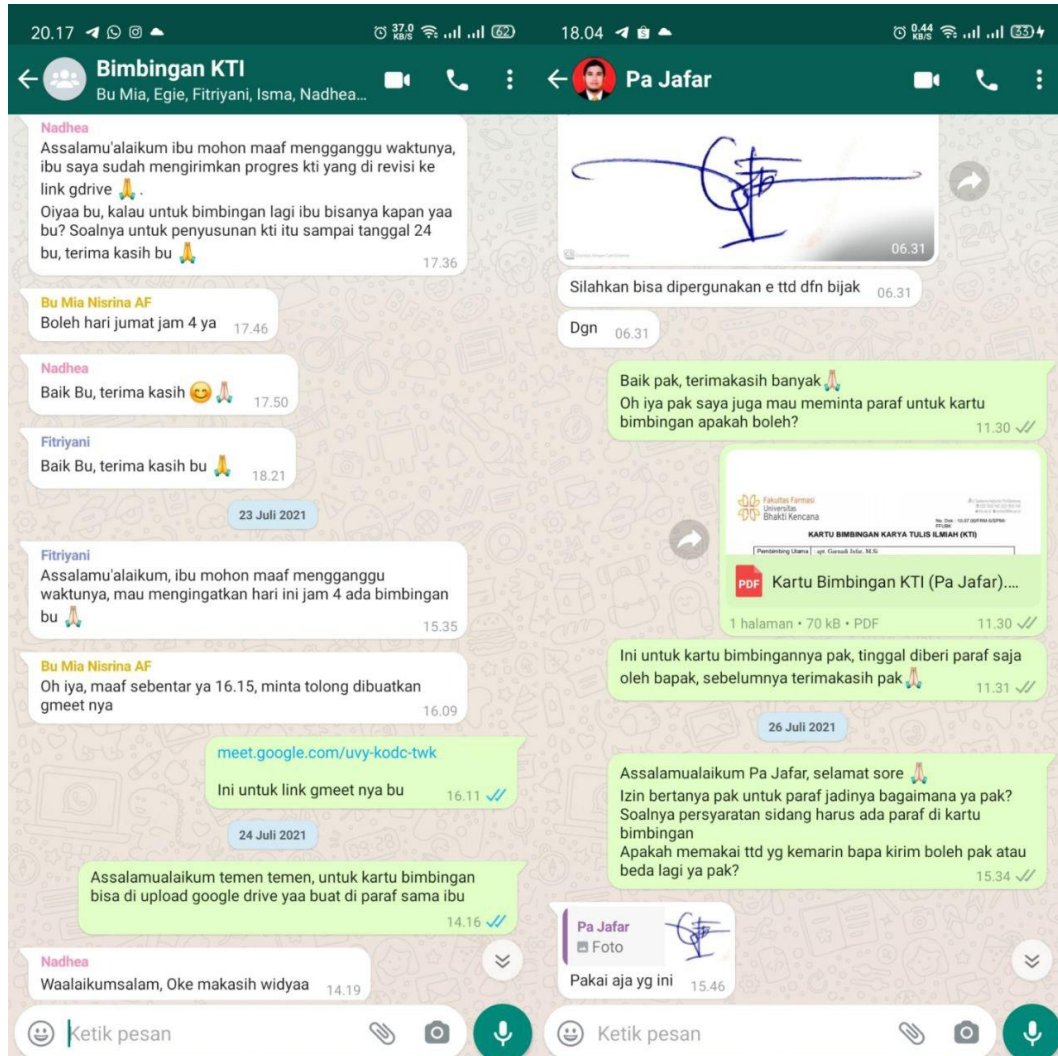 20.17
37.0 KB/S
62
Bimbingan KTI
Bu Mia, Egie, Fitriyani, Isma, Nadhea...
Nadhea
Assalamu'alaikum ibu mohon maaf mengganggu waktunya,
ibu saya sudah mengirimkan progres kti yang di revisi ke
link gdrive 🙏 .
Oiyaa bu, kalau untuk bimbingan lagi ibu bisanya kapan yaa
bu? Soalnya untuk penyusunan kti itu sampai tanggal 24
bu, terima kasih bu 🙏
17.36
Bu Mia Nisrina AF
Boleh hari jumat jam 4 ya 17.46
Nadhea
Baik Bu, terima kasih 😊🙏 17.50
Fitriyani
Baik Bu, terima kasih bu 🙏 18.21
23 Juli 2021
Fitriyani
Assalamu'alaikum, ibu mohon maaf mengganggu
waktunya, mau mengingatkan hari ini jam 4 ada bimbingan
bu 🙏 15.35
Bu Mia Nisrina AF
Oh iya, maaf sebentar ya 16.15, minta tolong dibuatkan
gmeet nya 16.09
meet.google.com/uvy-kodc-twk
Ini untuk link gmeet nya bu 16.11
24 Juli 2021
Assalamualaikum temen temen, untuk kartu bimbingan
bisa di upload google drive yaa buat di paraf sama ibu
14.16
Nadhea
Waalaikumsalam, Oke makasih widyaa 14.19
Ketik pesan
18.04
0.44 KB/S
33
Pa Jafar
06.31
Silahkan bisa dipergunakan e ttd dfn bijak 06.31
Dgn 06.31
Baik pak, terimakasih banyak 🙏
Oh iya pak saya juga mau meminta paraf untuk kartu
bimbingan apakah boleh? 11.30
Fakultas Farmasi
Universitas
Bhakti Kencana
KARTU BIMBINGAN KARYA TULIS ILMIAH (KTI)
Pembimbing Utama
PDF Kartu Bimbingan KTI (Pa Jafar)....
1 halaman • 70 kB • PDF 11.30
Ini untuk kartu bimbingannya pak, tinggal diberi paraf saja
oleh bapak, sebelumnya terimakasih pak 🙏 11.31
26 Juli 2021
Assalamualaikum Pa Jafar, selamat sore 🙏
Izin bertanya pak untuk paraf jadinya bagaimana ya pak?
Soalnya persyaratan sidang harus ada paraf di kartu
bimbingan
Apakah memakai ttd yg kemarin bapa kirim boleh pak atau
beda lagi ya pak? 15.34
Pa Jafar
Foto
Pakai aja yg ini 15.46
Ketik pesan